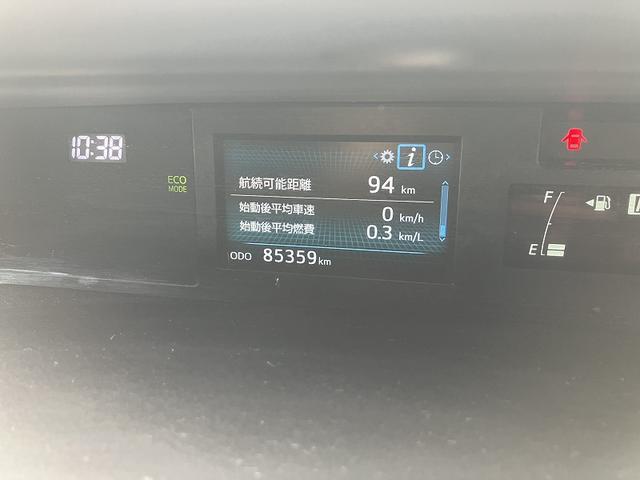 10:38
ECO
MODE
i
航続可能距離 94 km
始動後平均車速 0 km/h
始動後平均燃費 0.3 km/L
ODO 85359 km
F
E